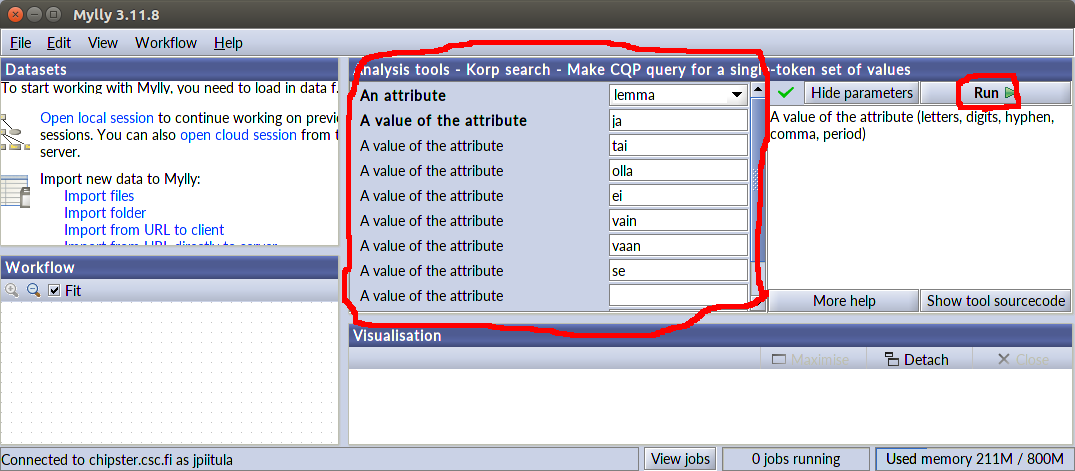 Mylly 3.11.8
File Edit View Workflow Help
Datasets
To start working with Mylly, you need to load in data f
Open local session to continue working on previ
sessions. You can also open cloud session from t
server.
Import new data to Mylly:
Import files
Import folder
Import from URL to client
Import from URL directly to server
Workflow
Fit
Analysis tools - Korp search - Make CQP query for a single-token set of values
An attribute lemma
A value of the attribute ja
A value of the attribute tai
A value of the attribute olla
A value of the attribute ei
A value of the attribute vain
A value of the attribute vaan
A value of the attribute se
A value of the attribute
Hide parameters Run
A value of the attribute (letters, digits, hyphen,
comma, period)
More help Show tool sourcecode
Visualisation
Maximise Detach Close
Connected to chipster.csc.fi as jpiitula View jobs 0 jobs running Used memory 211M / 800M